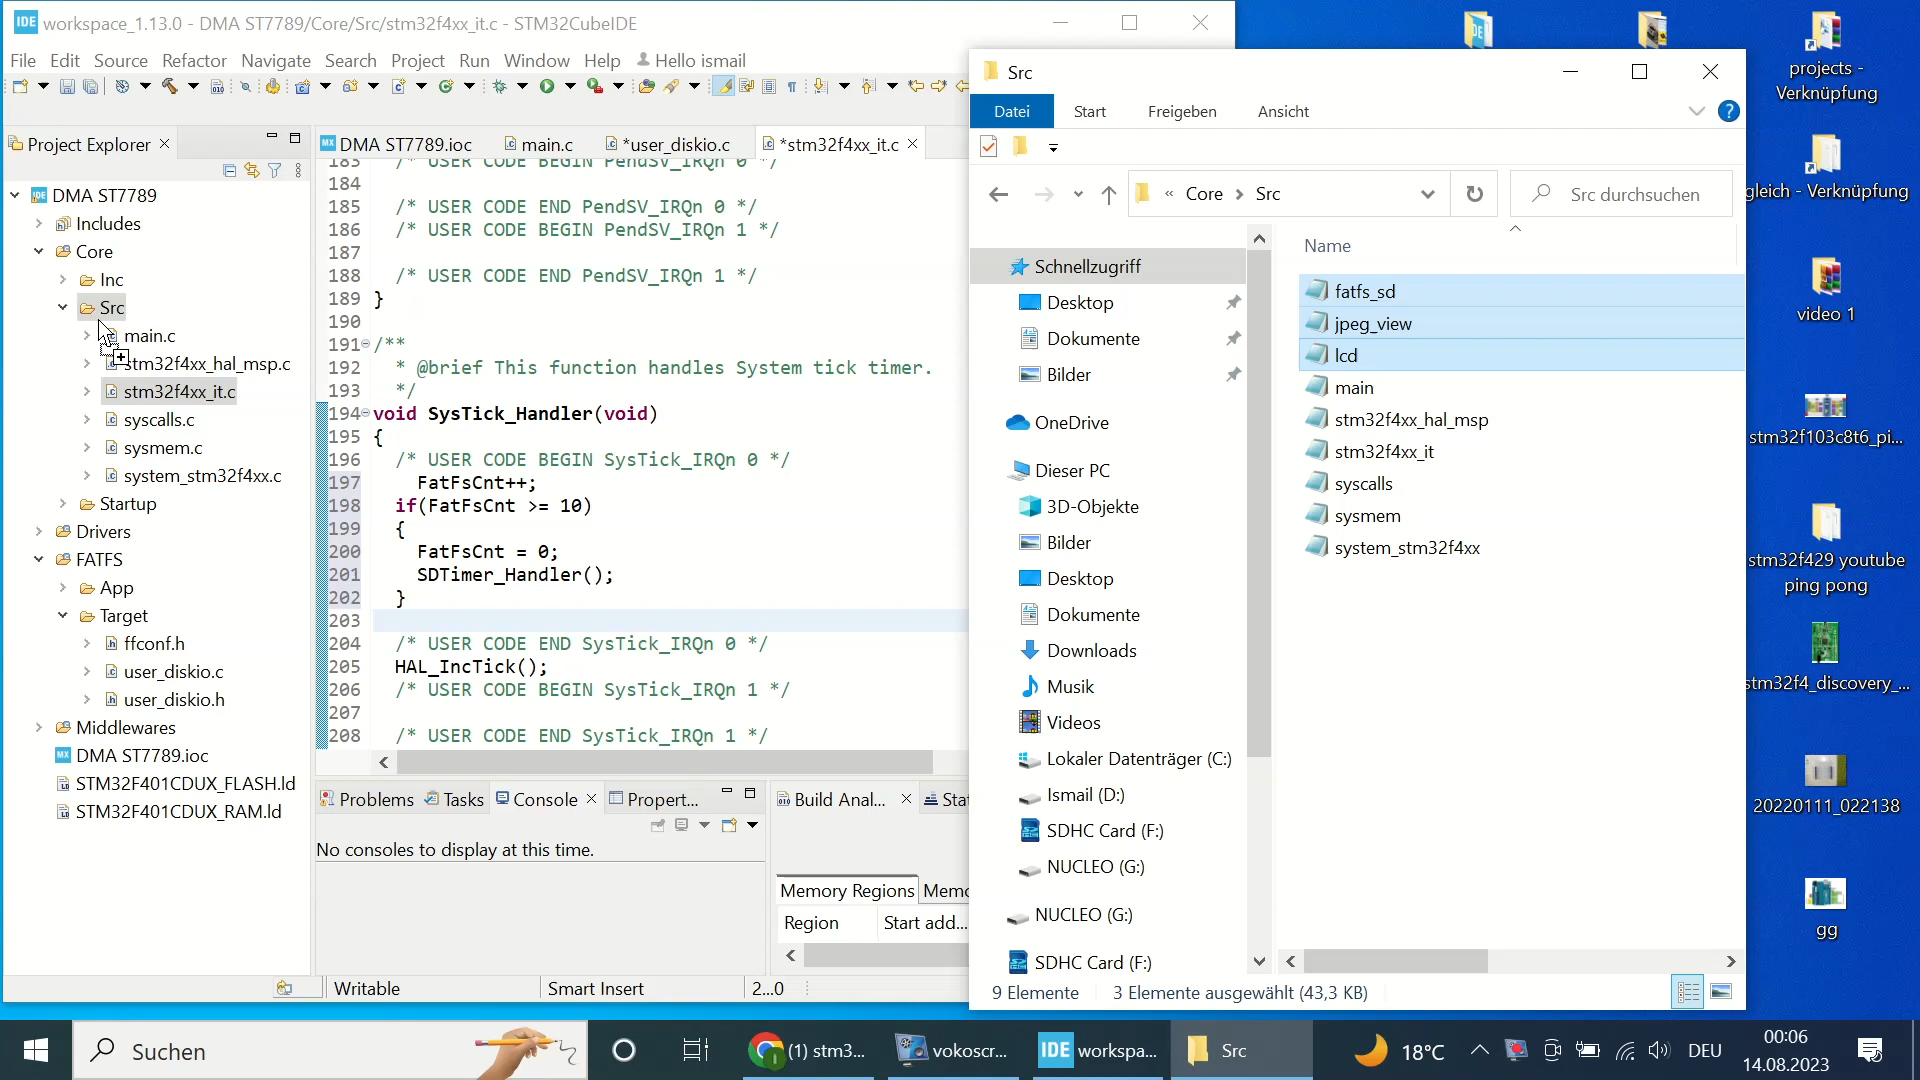 workspace_1.13.0 - DMA ST7789/Core/Src/stm32f4xx_it.c - STM32CubeIDE
File Edit Source Refactor Navigate Search Project Run Window Help Hello ismail
Project Explorer
DMA ST7789
Includes
Core
Inc
Src
main.c
stm32f4xx_hal_msp.c
stm32f4xx_it.c
syscalls.c
sysmem.c
system_stm32f4xx.c
Startup
Drivers
FATFS
App
Target
ffconf.h
user_diskio.c
user_diskio.h
Middlewares
DMA ST7789.ioc
STM32F401CDUX_FLASH.ld
STM32F401CDUX_RAM.ld
DMA ST7789.ioc main.c *user_diskio.c *stm32f4xx_it.c
183 /* USER CODE BEGIN PendSV_IRQn 0 */
184
185 /* USER CODE END PendSV_IRQn 0 */
186 /* USER CODE BEGIN PendSV_IRQn 1 */
187
188 /* USER CODE END PendSV_IRQn 1 */
189 }
190
191 /**
192 * @brief This function handles System tick timer.
193 */
194 void SysTick_Handler(void)
195 {
196 /* USER CODE BEGIN SysTick_IRQn 0 */
197 FatFsCnt++;
198 if(FatFsCnt >= 10)
199 {
200 FatFsCnt = 0;
201 SDTimer_Handler();
202 }
203
204 /* USER CODE END SysTick_IRQn 0 */
205 HAL_IncTick();
206 /* USER CODE BEGIN SysTick_IRQn 1 */
207
208 /* USER CODE END SysTick_IRQn 1 */
Problems Tasks Console Propert...
No consoles to display at this time.
Build Anal... Sta
Memory Regions Memo
Region Start add...
Writable Smart Insert 2...0
Src
Datei Start Freigeben Ansicht
« Core > Src
Src durchsuchen
Schnellzugriff
Desktop
Dokumente
Bilder
OneDrive
Dieser PC
3D-Objekte
Bilder
Desktop
Dokumente
Downloads
Musik
Videos
Lokaler Datenträger (C:)
Ismail (D:)
SDHC Card (F:)
NUCLEO (G:)
NUCLEO (G:)
SDHC Card (F:)
Name
fatfs_sd
jpeg_view
lcd
main
stm32f4xx_hal_msp
stm32f4xx_it
syscalls
sysmem
system_stm32f4xx
9 Elemente 3 Elemente ausgewählt (43,3 KB)
projects -
Verknüpfung
gleich - Verknüpfung
video 1
stm32f103c8t6_pi...
stm32f429 youtube
ping pong
stm32f4_discovery_...
20220111_022138
gg
Suchen
(1) stm3...
vokoscr...
IDE workspa...
Src
18°C
DEU
00:06
14.08.2023